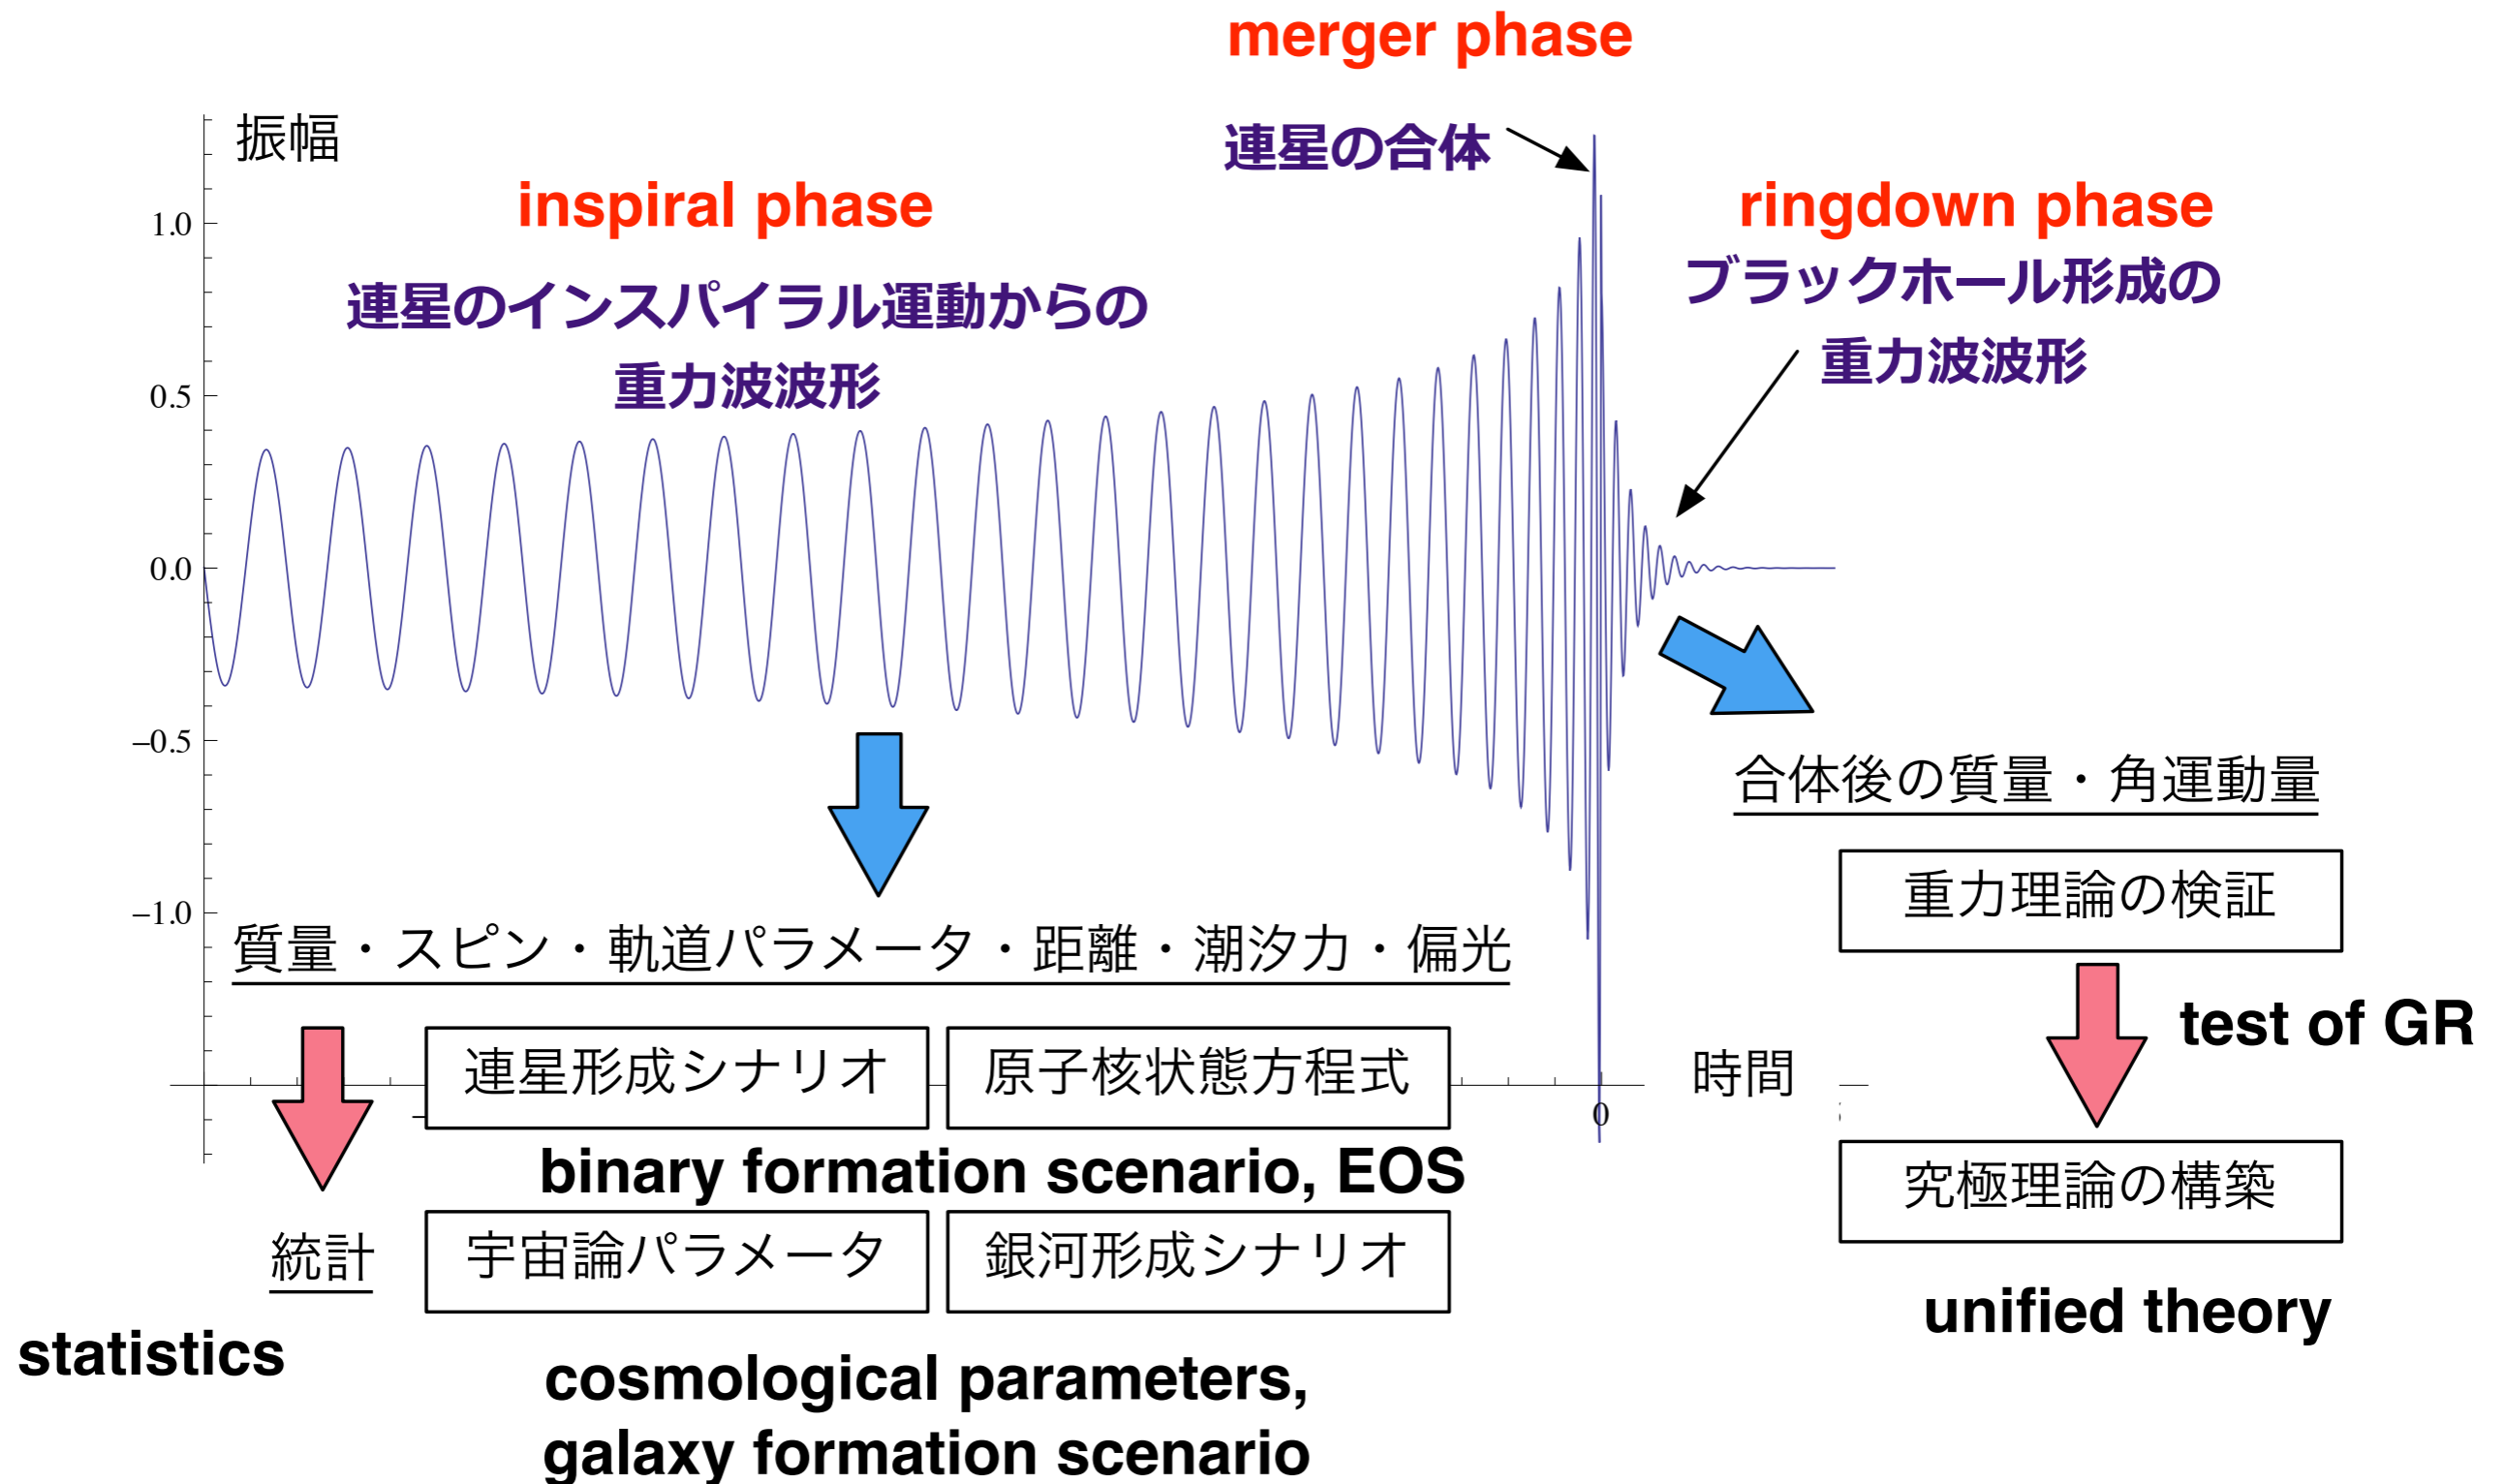 merger phase
振幅
連星の合体
inspiral phase
ringdown phase
1.0
連星のインスパイラル運動からの
重力波波形
ブラックホール形成の
重力波波形
0.5
0.0
−0.5
合体後の質量・角運動量
重力理論の検証
−1.0
質量・スピン・軌道パラメータ・距離・潮汐力・偏光
test of GR
連星形成シナリオ
原子核状態方程式
時間
0
binary formation scenario, EOS
究極理論の構築
統計
宇宙論パラメータ
銀河形成シナリオ
unified theory
statistics
cosmological parameters,
galaxy formation scenario